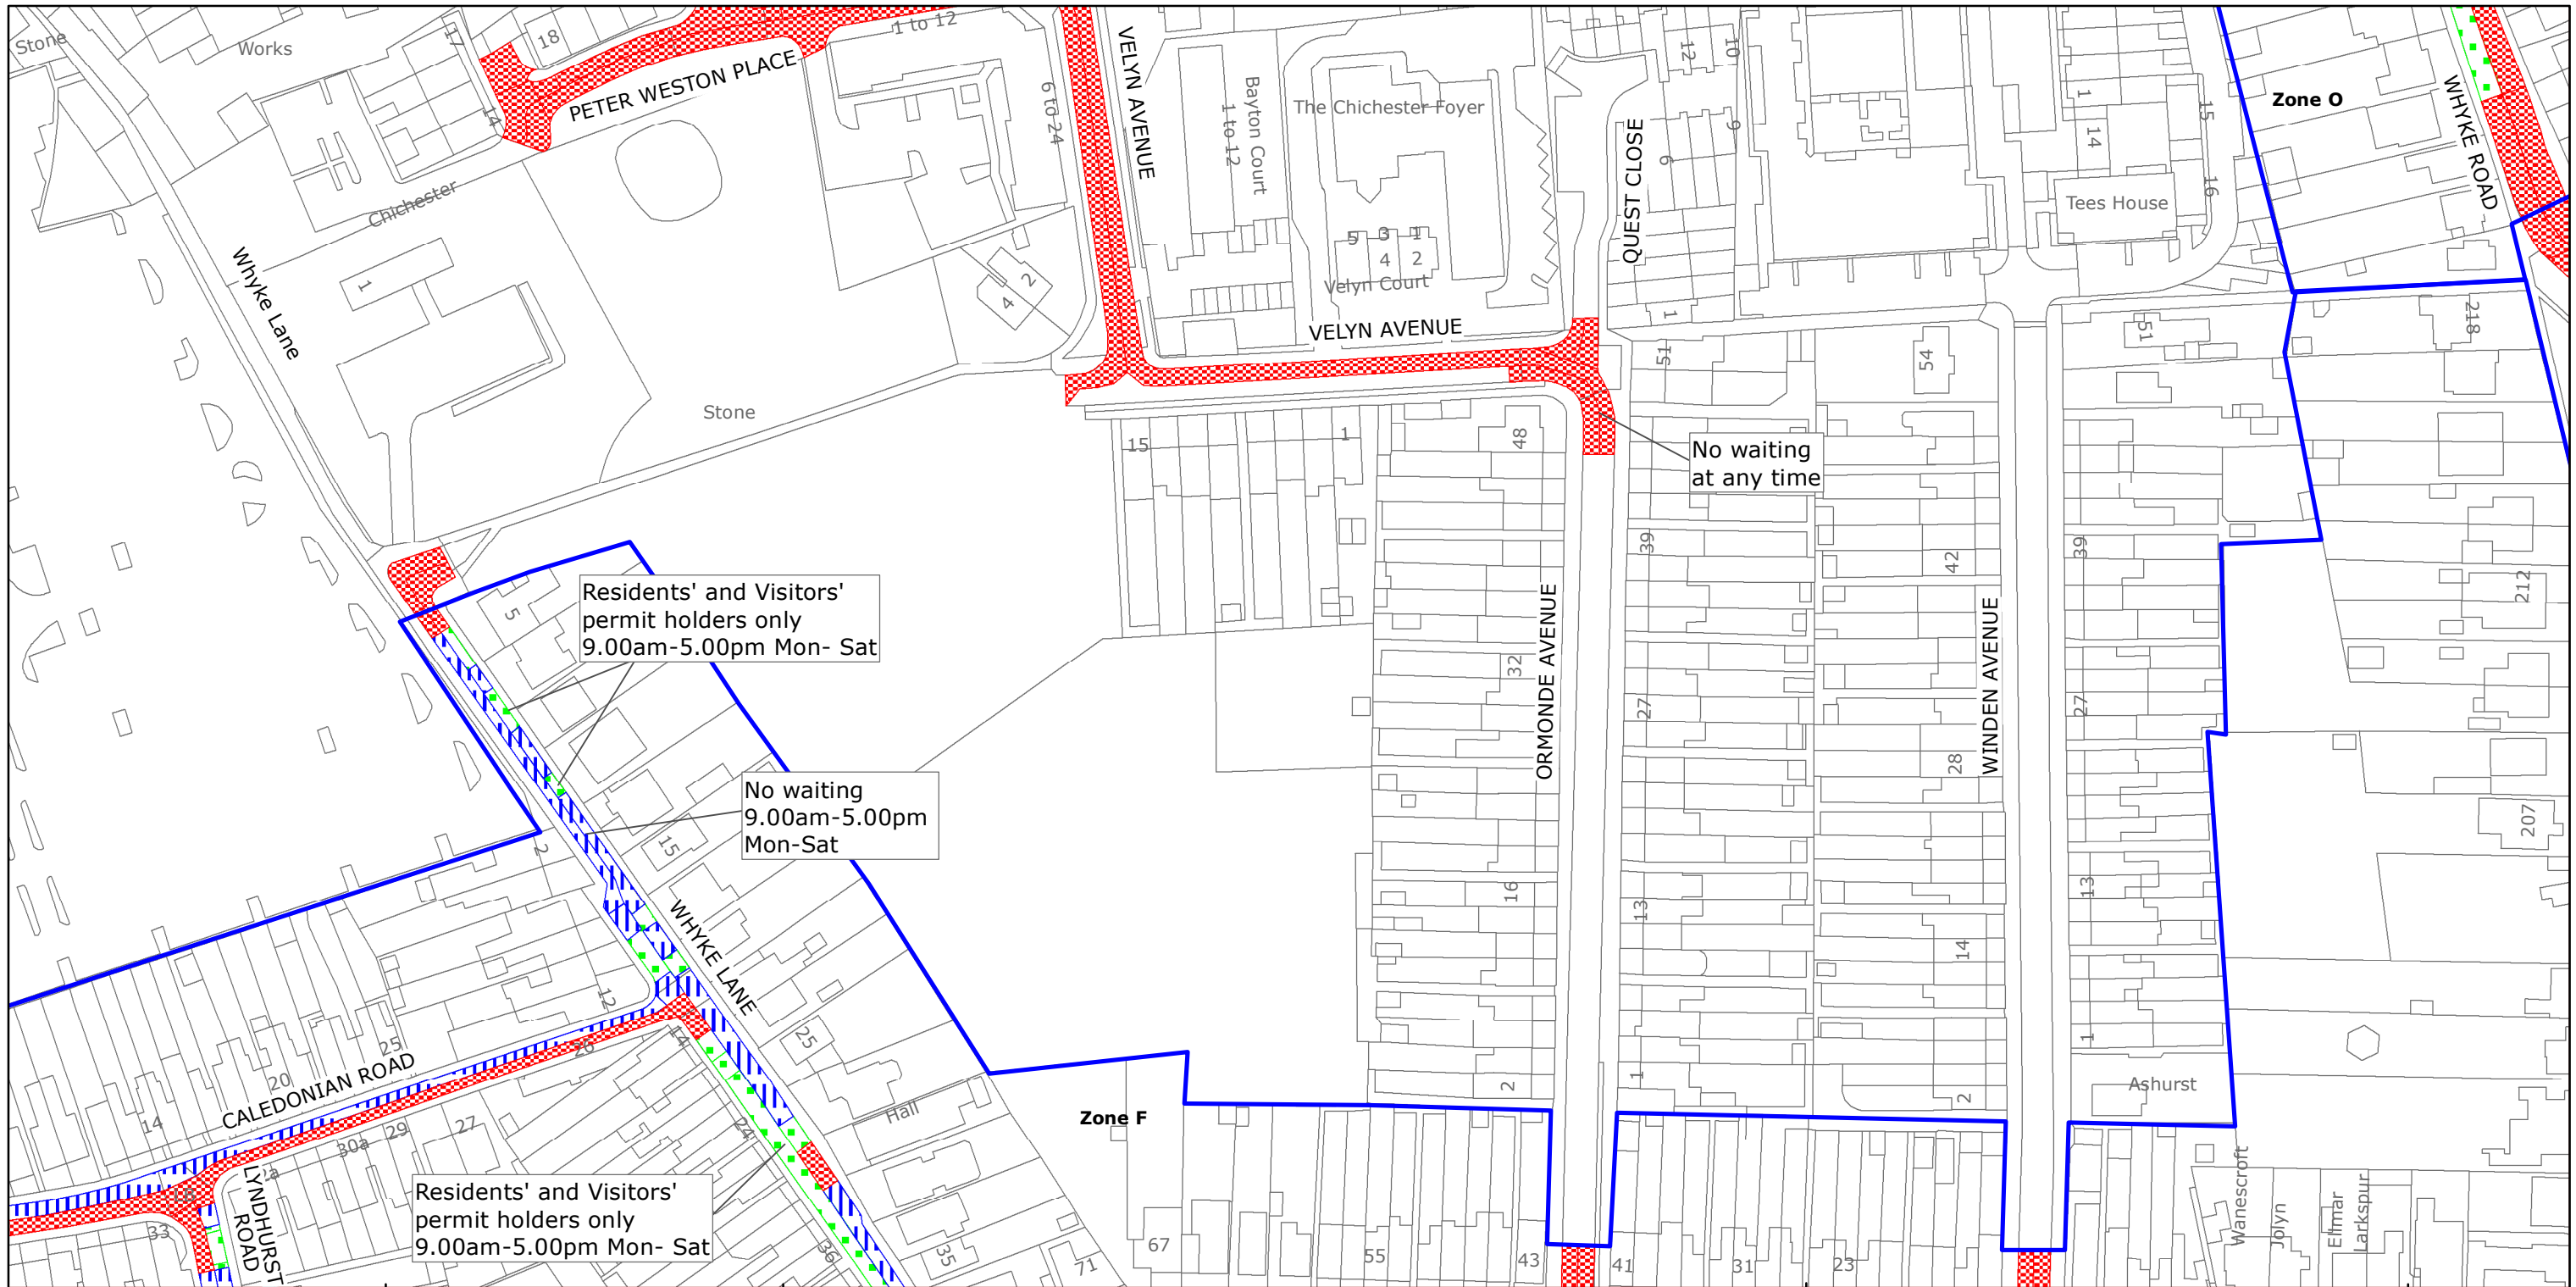 Stone
Works
17
18
1 to 12
PETER WESTON PLACE
14
6 to 24
VELYN AVENUE
Bayton Court
1 to 12
The Chichester Foyer
QUEST CLOSE
12
10
9
6
1
1
14
15
16
Tees House
Zone O
WHYKE ROAD
Chichester
Whyke Lane
1
2
4
5
3
1
4
2
Velyn Court
VELYN AVENUE
1
51
54
51
218
Stone
15
1
48
No waiting
at any time
39
42
39
212
5
Residents' and Visitors'
permit holders only
9.00am-5.00pm Mon- Sat
ORMONDE AVENUE
WINDEN AVENUE
32
27
28
27
No waiting
9.00am-5.00pm
Mon-Sat
2
15
207
16
13
13
WHYKE LANE
12
14
14
25
25
26
20
CALEDONIAN ROAD
14
30a
29
27
24
Hall
Zone F
2
1
2
1
Ashurst
LYNDHURST
ROAD
33
Residents' and Visitors'
permit holders only
9.00am-5.00pm Mon- Sat
36
35
71
67
55
43
41
31
23
Wanescroft
Jolyn
Ellmar
Larkspur